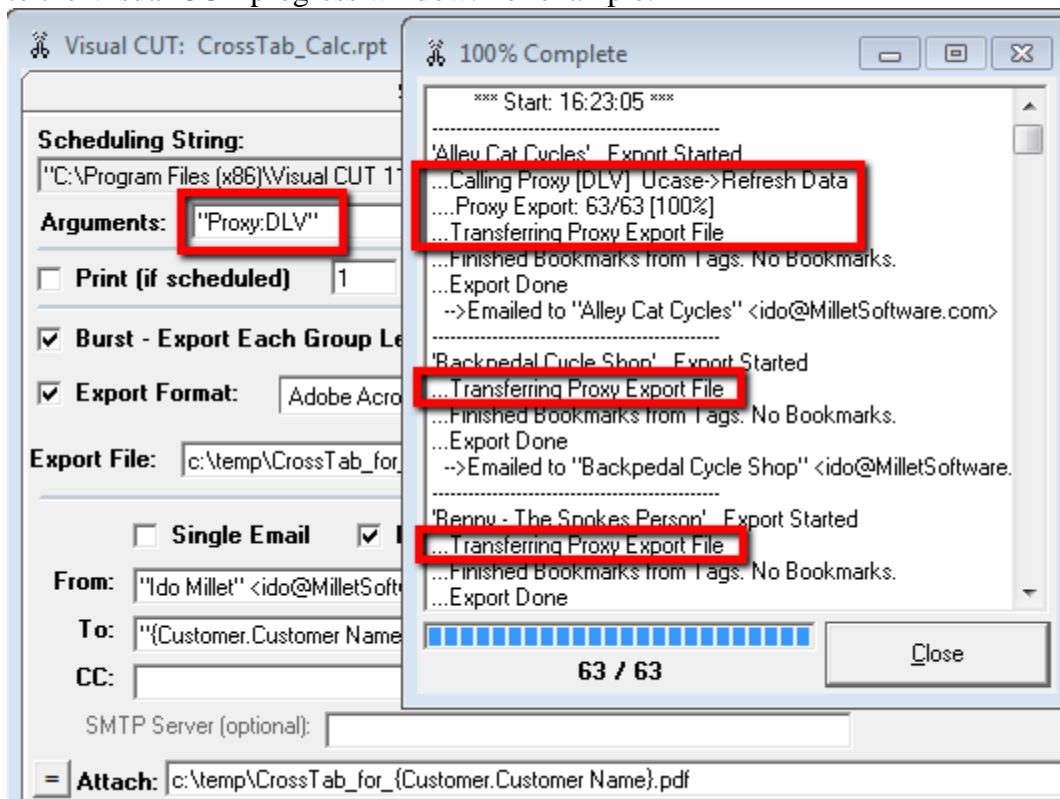 Visual CUT: CrossTab_Calc.rpt
Scheduling String:
"C:\Program Files (x86)\Visual CUT 11
Arguments: "Proxy:DLV"
Print (if scheduled) 1
Burst - Export Each Group Le
Export Format: Adobe Acro
Export File: c:\temp\CrossTab_for_
Single Email
From: "Ido Millet" <ido@MilletSoft
To: "{Customer.Customer Name
CC:
SMTP Server (optional):
= Attach: c:\temp\CrossTab_for_{Customer.Customer Name}.pdf
100% Complete
*** Start: 16:23:05 ***
'Alley Cat Cycles' Export Started
...Calling Proxy [DLV] Ucase->Refresh Data
....Proxy Export: 63/63 [100%]
...Transferring Proxy Export File
...Finished Bookmarks from Tags. No Bookmarks.
...Export Done
-->Emailed to "Alley Cat Cycles" <ido@MilletSoftware.com>
'Backpedal Cycle Shop' Export Started
...Transferring Proxy Export File
...Finished Bookmarks from Tags. No Bookmarks.
...Export Done
-->Emailed to "Backpedal Cycle Shop" <ido@MilletSoftware.
'Benny - The Spokes Person' Export Started
...Transferring Proxy Export File
...Finished Bookmarks from Tags. No Bookmarks.
...Export Done
63 / 63
Close